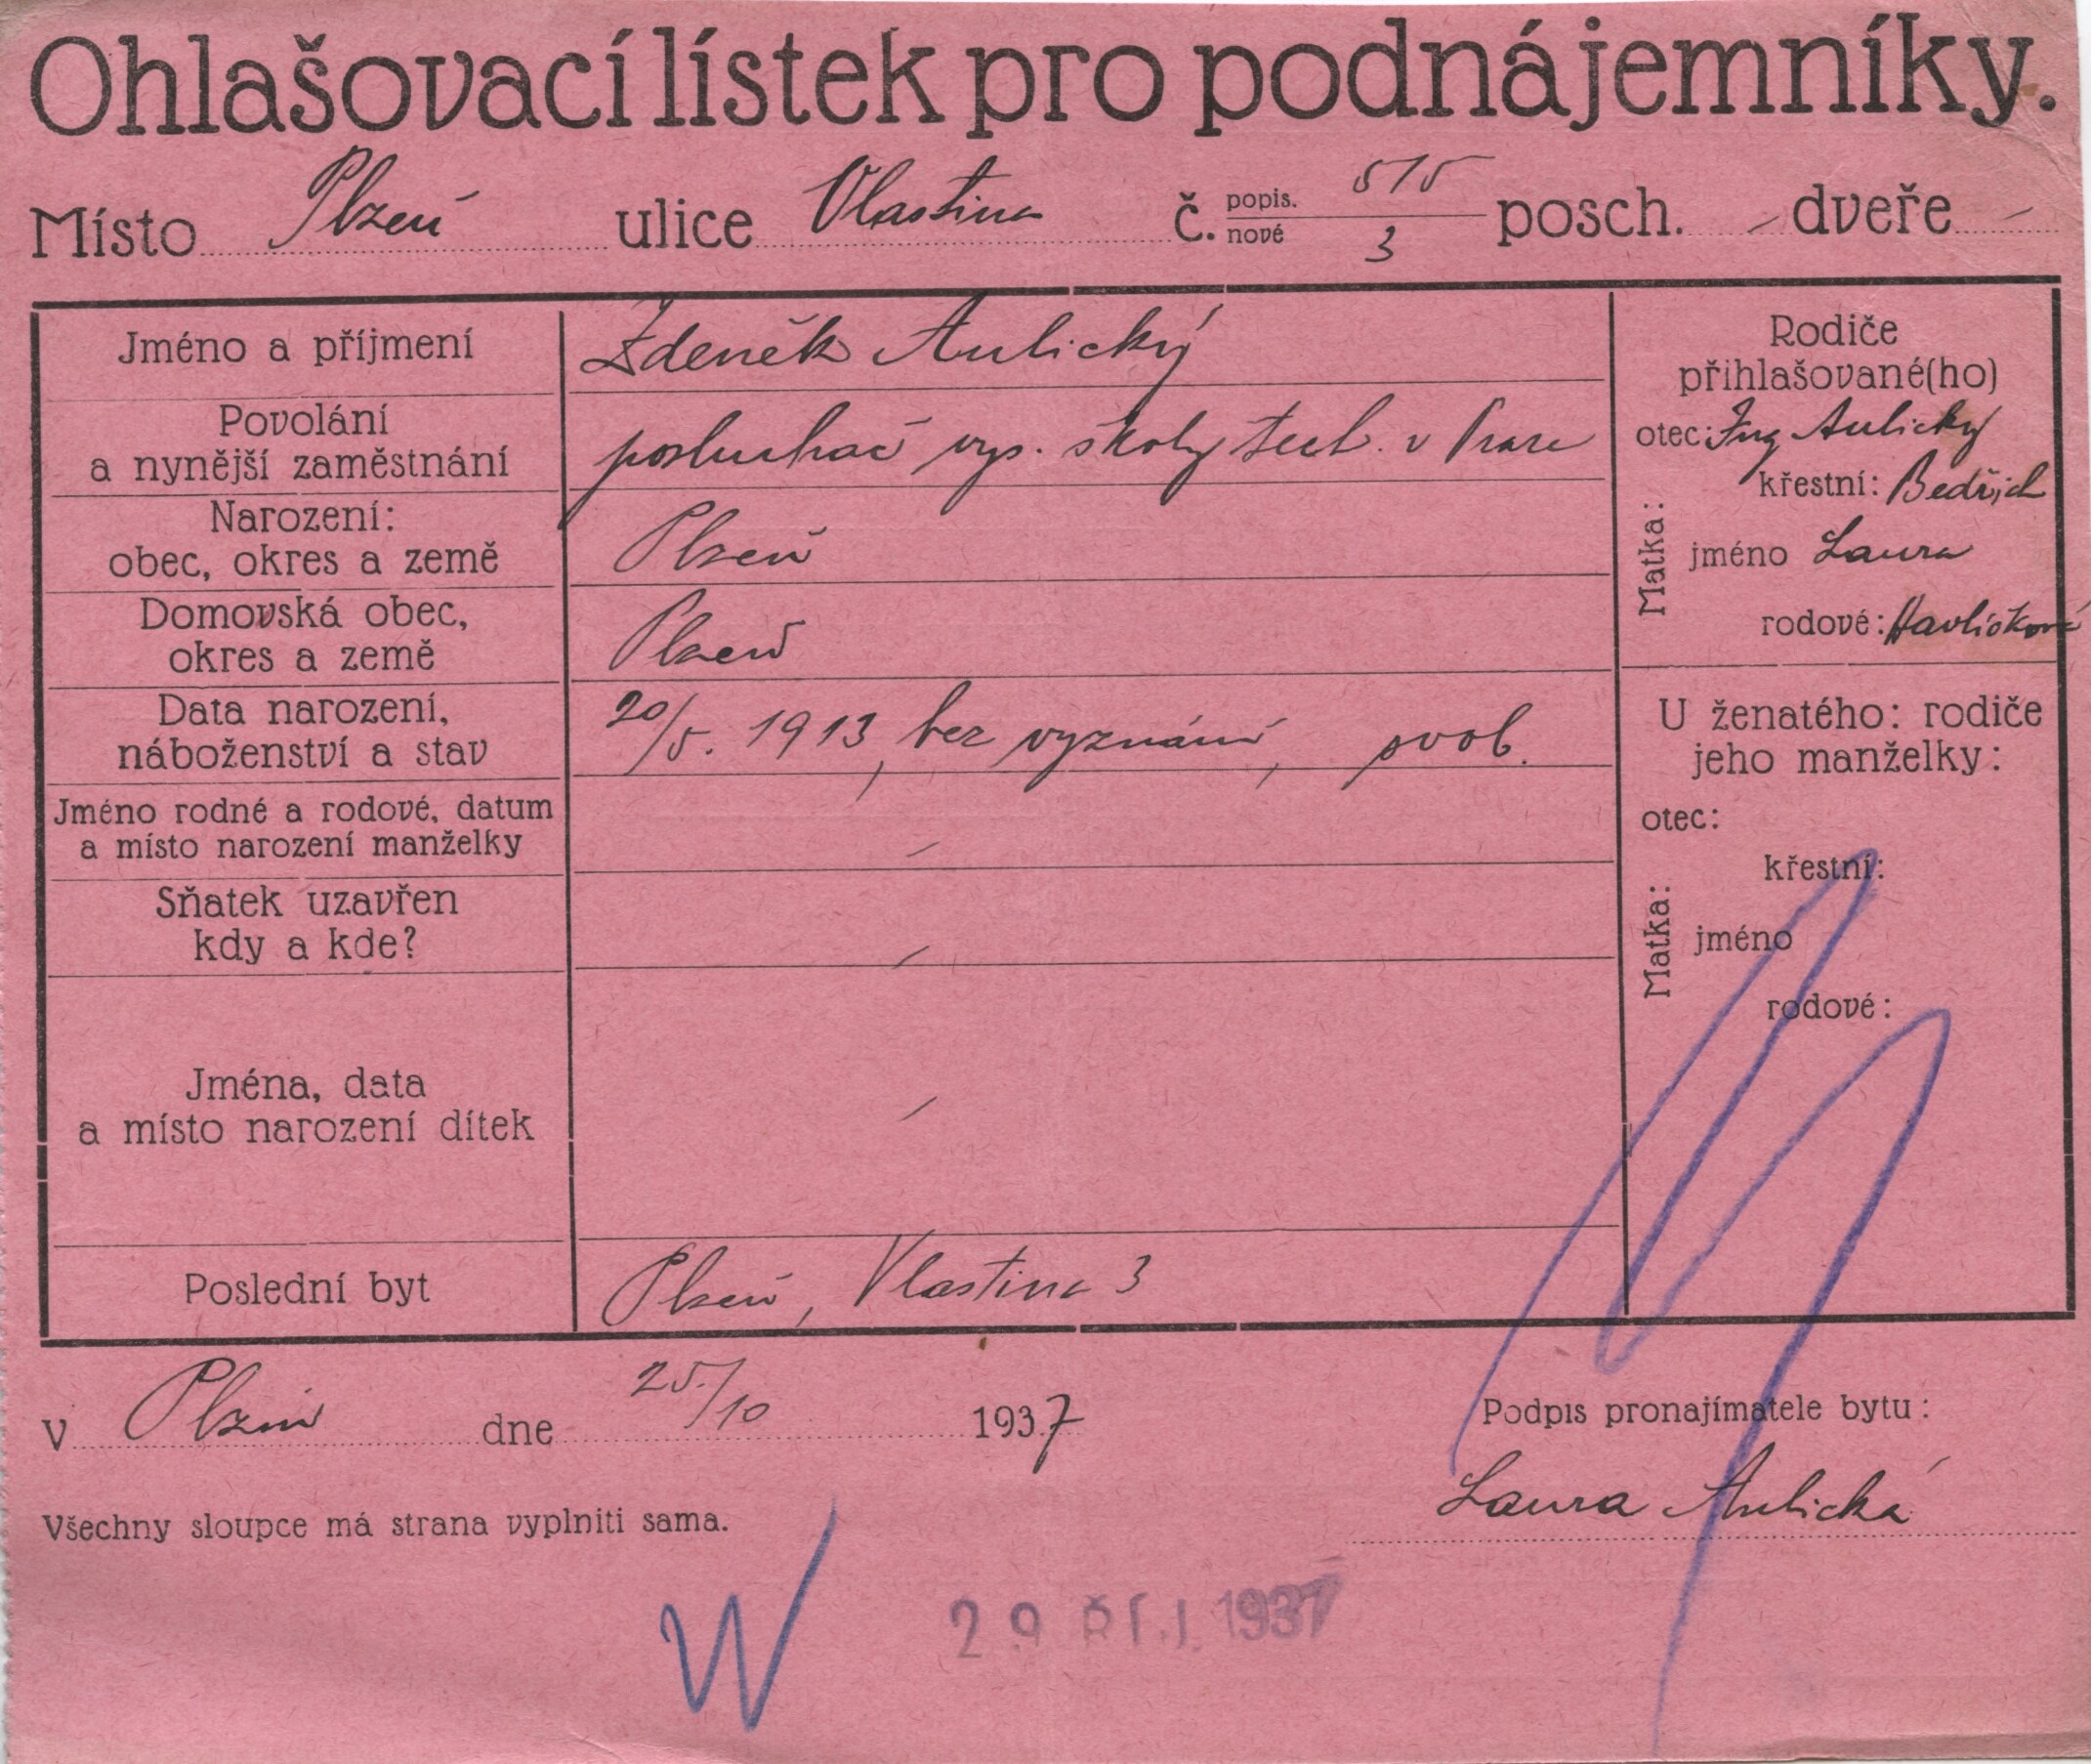 Ohlašovací lístek pro podnájemníky.
Místo Plzeň ulice Vlastina č. popis. 515 nové 3 posch. - dveře -
Jméno a příjmení Zdeněk Aulický
Povolání
a nynější zaměstnání posluchač vys. školy tech. v Praze
Narození:
obec, okres a země Plzeň
Domovská obec,
okres a země Plzeň
Data narození,
náboženství a stav 20/5. 1913, bez vyznání, svob.
Jméno rodné a rodové, datum
a místo narození manželky -
Sňatek uzavřen
kdy a kde? -
Jména, data
a místo narození dítek -
Poslední byt Plzeň, Vlastina 3
Rodiče
přihlašované(ho)
otec: Ing Aulický
křestní: Bedřich
Matka:
jméno Laura
rodové: Havlíčková
U ženatého: rodiče
jeho manželky:
otec:
křestní:
Matka:
jméno
rodové:
v Plzni dne 25./10 1937
Podpis pronajímatele bytu:
Laura Aulická
Všechny sloupce má strana vyplniti sama.
29 ŘÍJ. 1937